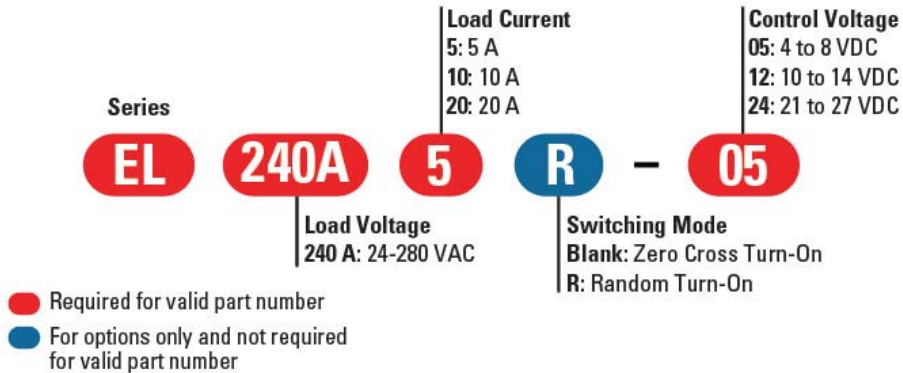 Load Current
5: 5 A
10: 10 A
20: 20 A
Control Voltage
05: 4 to 8 VDC
12: 10 to 14 VDC
24: 21 to 27 VDC
Series
EL 240A 5 R – 05
Load Voltage
240 A: 24-280 VAC
Switching Mode
Blank: Zero Cross Turn-On
R: Random Turn-On
Required for valid part number
For options only and not required
for valid part number